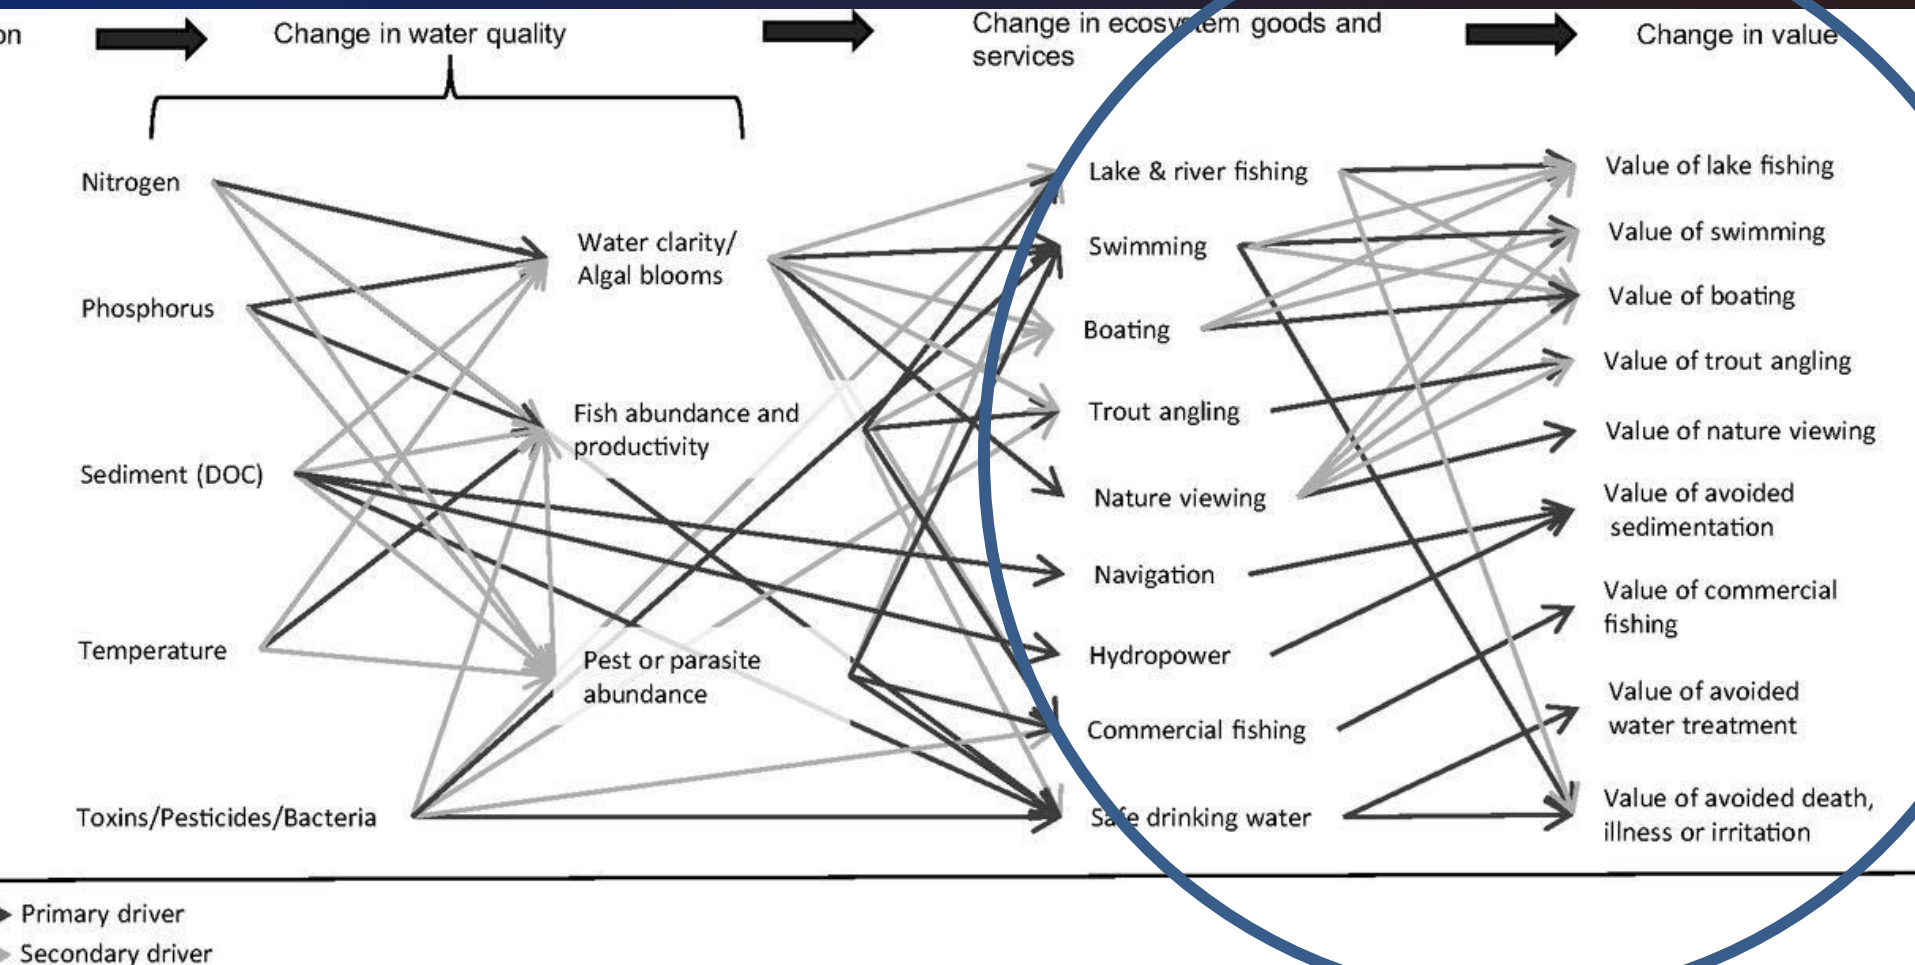 on
Change in water quality
Change in ecosystem goods and
services
Change in value
Nitrogen
Phosphorus
Sediment (DOC)
Temperature
Toxins/Pesticides/Bacteria
Water clarity/
Algal blooms
Fish abundance and
productivity
Pest or parasite
abundance
Lake & river fishing
Swimming
Boating
Trout angling
Nature viewing
Navigation
Hydropower
Commercial fishing
Safe drinking water
Value of lake fishing
Value of swimming
Value of boating
Value of trout angling
Value of nature viewing
Value of avoided
sedimentation
Value of commercial
fishing
Value of avoided
water treatment
Value of avoided death,
illness or irritation
Primary driver
Secondary driver